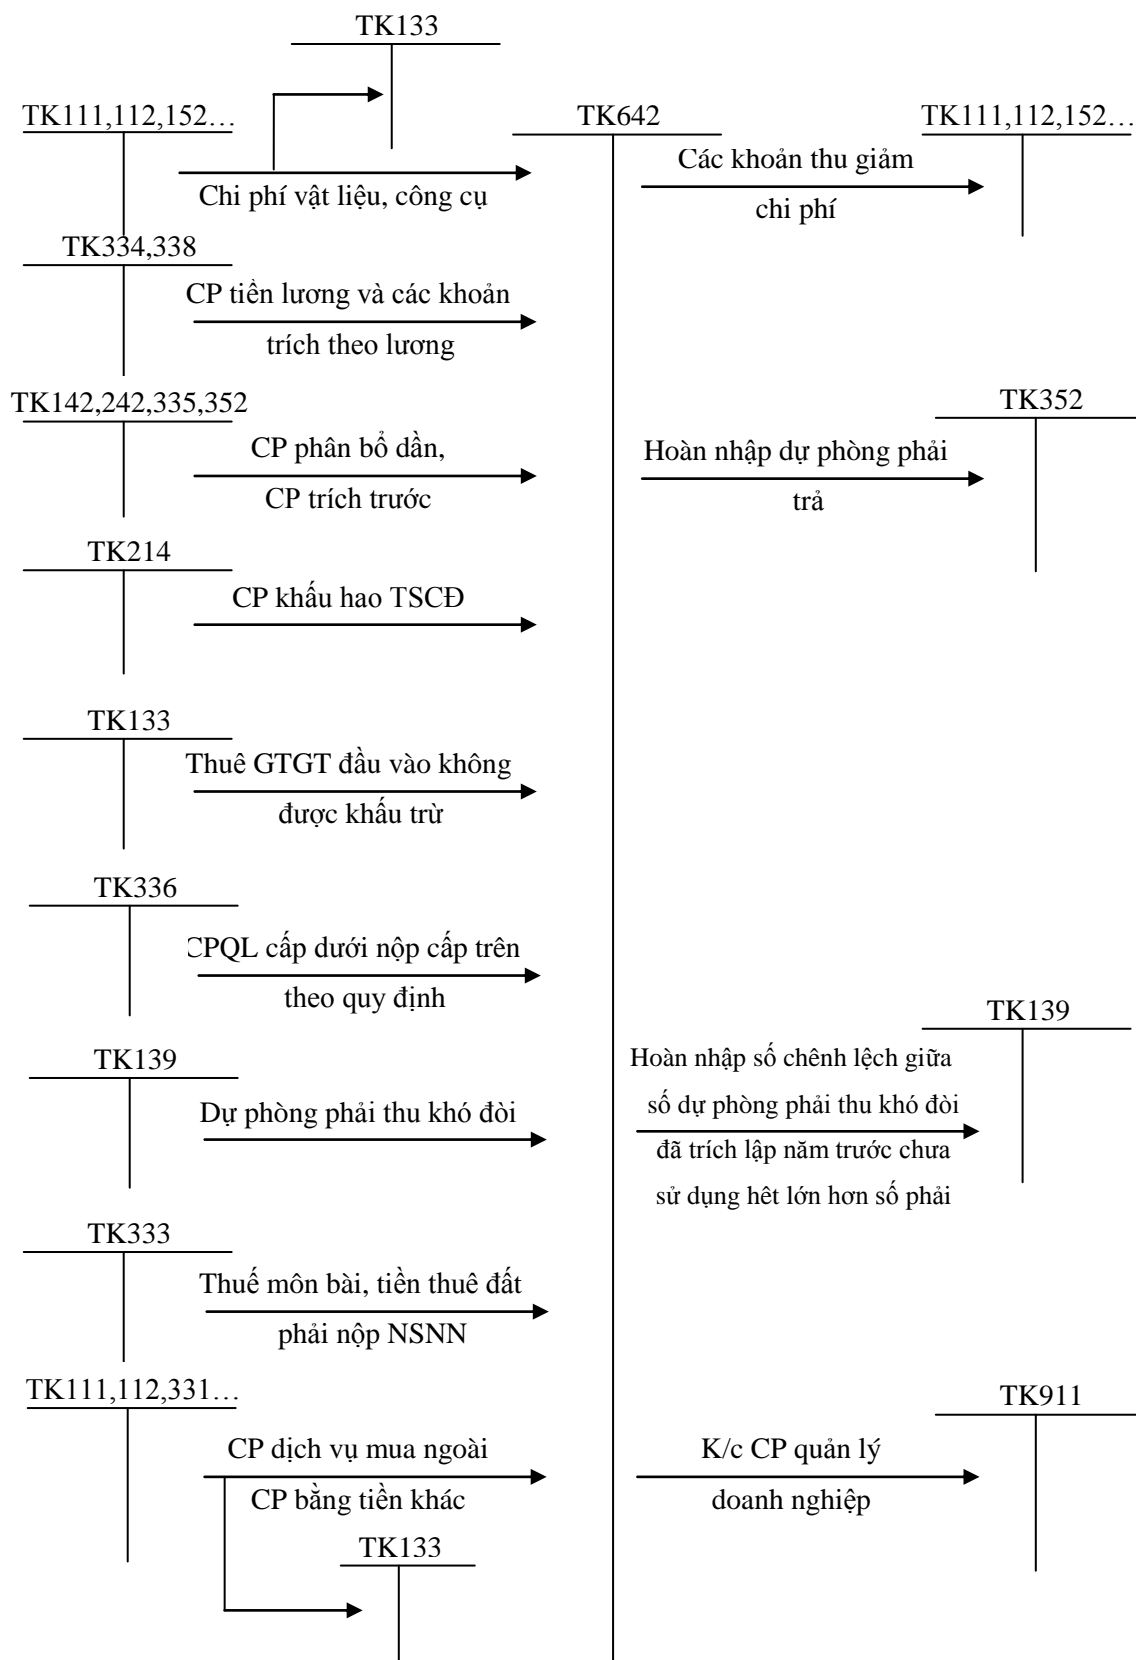 TK133
TK111,112,152…
TK642
TK111,112,152…
Chi phí vật liệu, công cụ
Các khoản thu giảm
chi phí
TK334,338
CP tiền lương và các khoản
trích theo lương
TK142,242,335,352
CP phân bổ dần,
CP trích trước
TK352
Hoàn nhập dự phòng phải
trả
TK214
CP khấu hao TSCĐ
TK133
Thuê GTGT đầu vào không
được khấu trừ
TK336
CPQL cấp dưới nộp cấp trên
theo quy định
TK139
Dự phòng phải thu khó đòi
TK139
Hoàn nhập số chênh lệch giữa
số dự phòng phải thu khó đòi
đã trích lập năm trước chưa
sử dụng hêt lớn hơn số phải
TK333
Thuế môn bài, tiền thuê đất
phải nộp NSNN
TK111,112,331…
CP dịch vụ mua ngoài
CP bằng tiền khác
TK133
TK911
K/c CP quản lý
doanh nghiệp